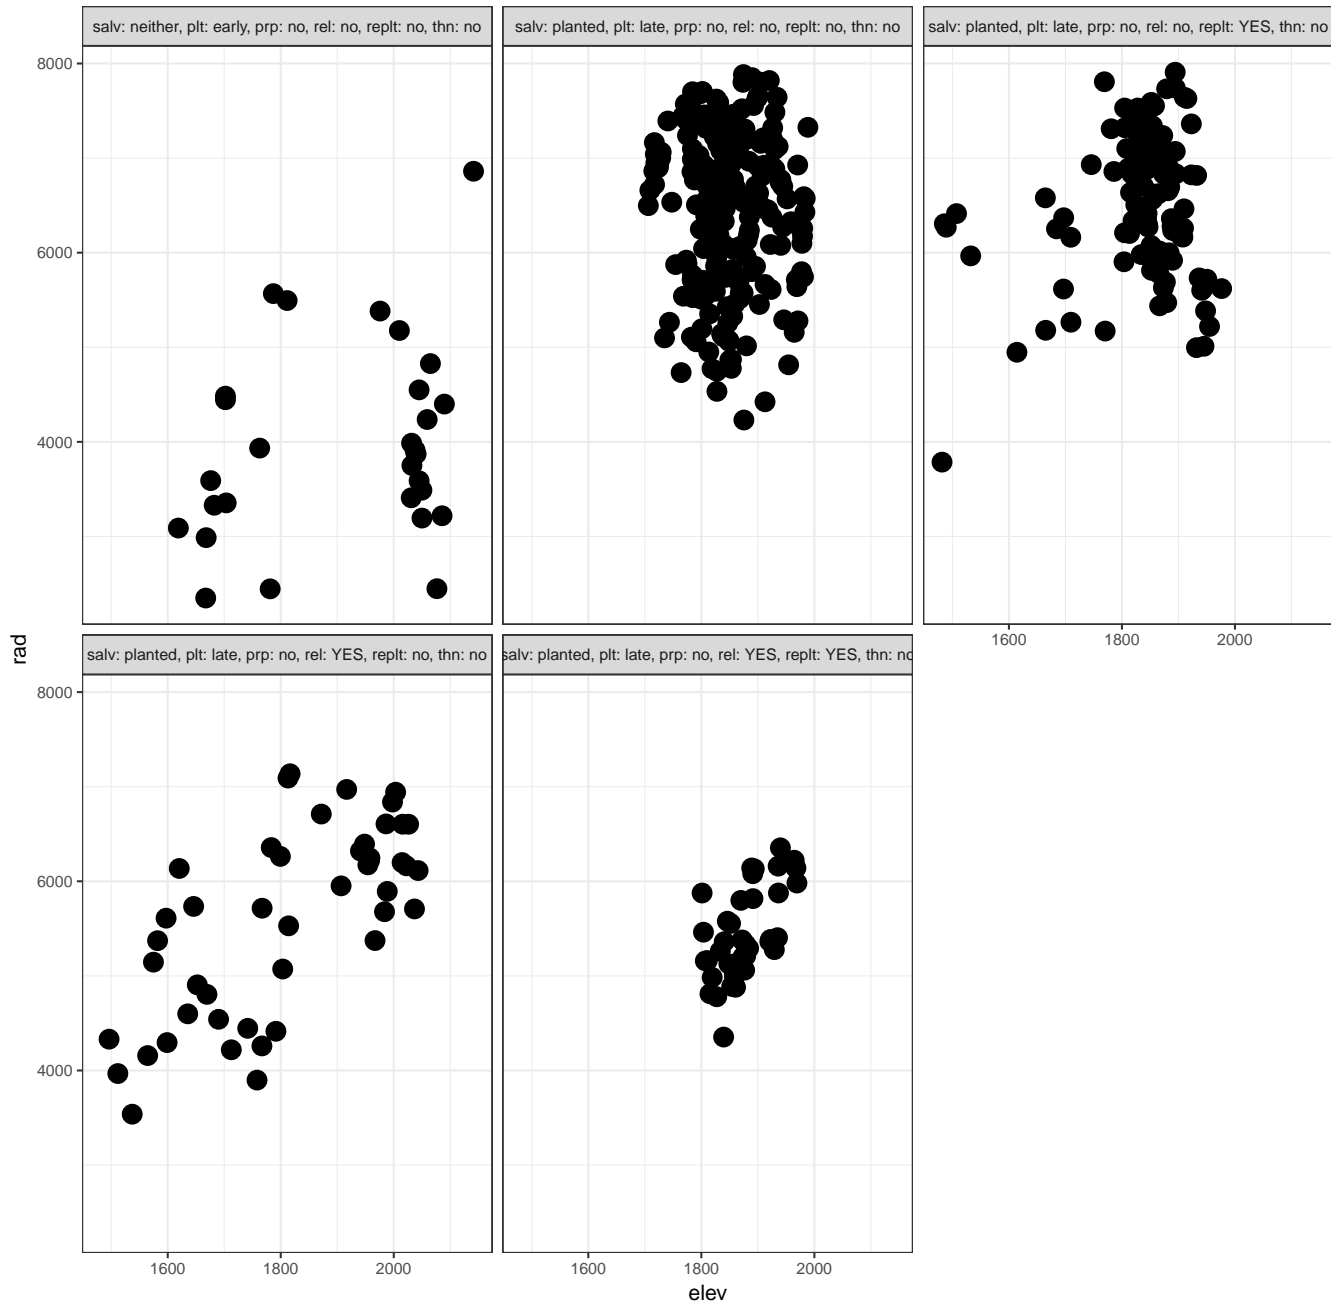 salv: neither, plt: early, prp: no, rel: no, replt: no, thn: no
salv: planted, plt: late, prp: no, rel: no, replt: no, thn: no
salv: planted, plt: late, prp: no, rel: no, replt: YES, thn: no
8000
6000
4000
1600
1800
2000
rad
salv: planted, plt: late, prp: no, rel: YES, replt: no, thn: no
salv: planted, plt: late, prp: no, rel: YES, replt: YES, thn: no
8000
6000
4000
1600
1800
2000
1600
1800
2000
elev